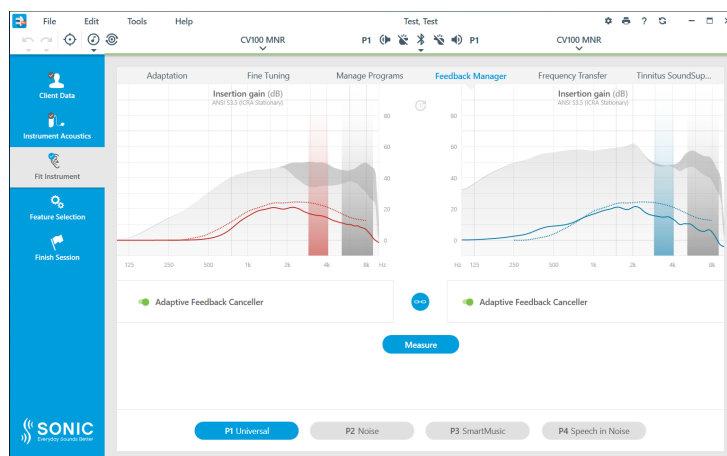 File Edit Tools Help Test, Test ?
CV100 MNR P1 P1 CV100 MNR
Client Data
Instrument Acoustics
Fit Instrument
Feature Selection
Finish Session
SONIC
Everyday Sounds Better
Adaptation Fine Tuning Manage Programs Feedback Manager Frequency Transfer Tinnitus SoundSup...
Insertion gain (dB)
ANSI S3.5 (ICRA Stationary)
80
60
40
20
0
125 250 500 1k 2k 4k 8k Hz
Insertion gain (dB)
ANSI S3.5 (ICRA Stationary)
80
60
40
20
0
Hz 125 250 500 1k 2k 4k 8k
Adaptive Feedback Canceller
Adaptive Feedback Canceller
Measure
P1 Universal P2 Noise P3 SmartMusic P4 Speech in Noise